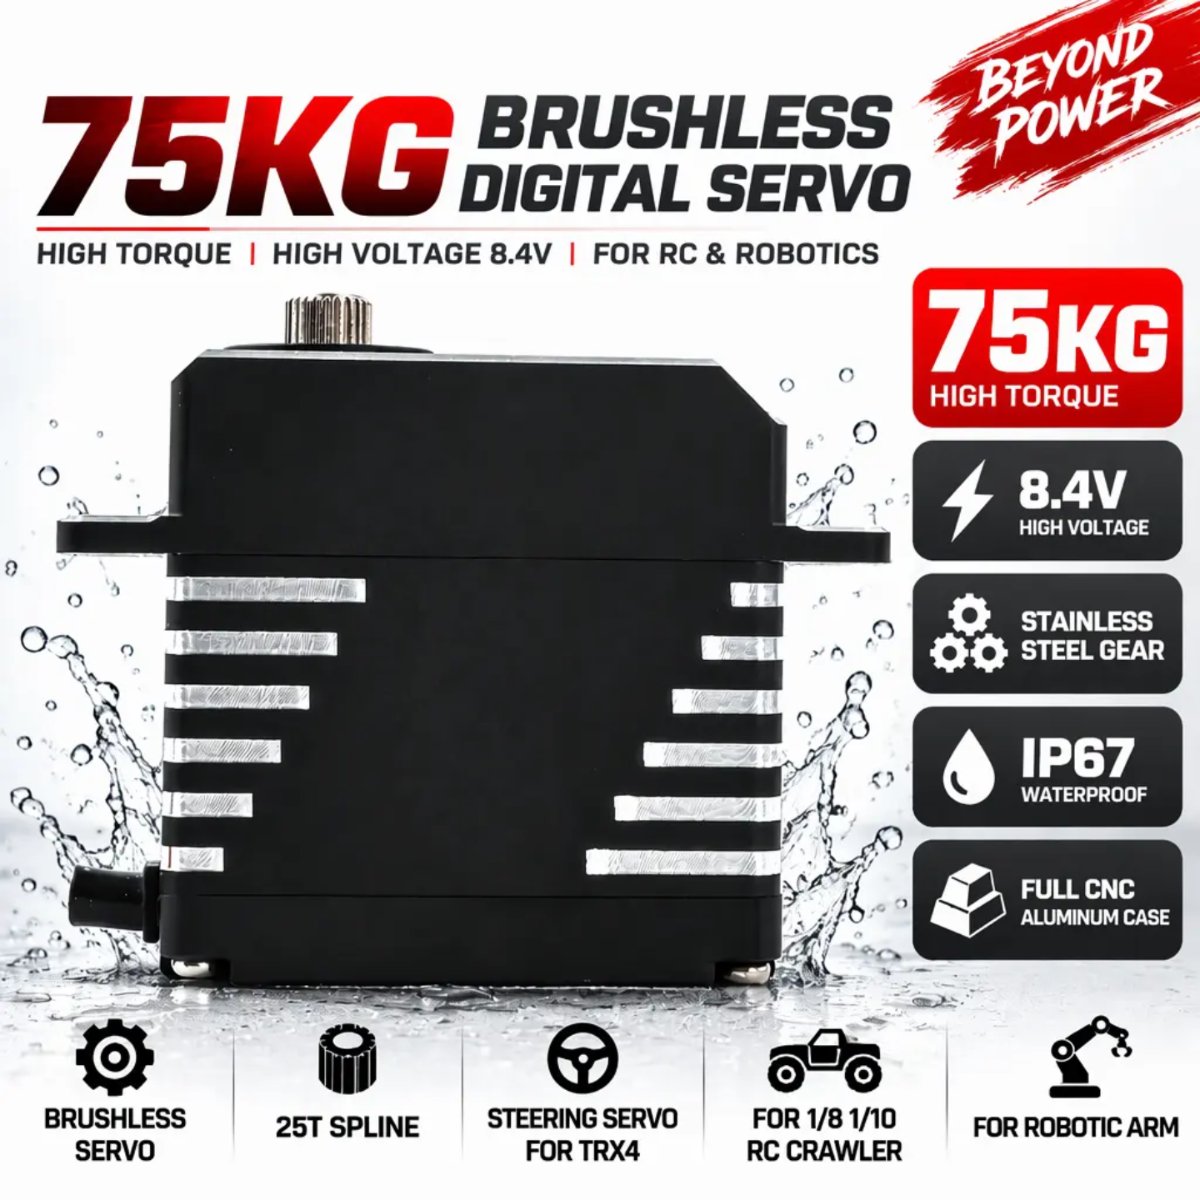 BEYOND
POWER
75KG BRUSHLESS
DIGITAL SERVO
HIGH TORQUE | HIGH VOLTAGE 8.4V | FOR RC & ROBOTICS
75KG
HIGH TORQUE
8.4V
HIGH VOLTAGE
STAINLESS
STEEL GEAR
IP67
WATERPROOF
FULL CNC
ALUMINUM CASE
BRUSHLESS
SERVO
25T SPLINE
STEERING SERVO
FOR TRX4
FOR 1/8 1/10
RC CRAWLER
FOR ROBOTIC ARM